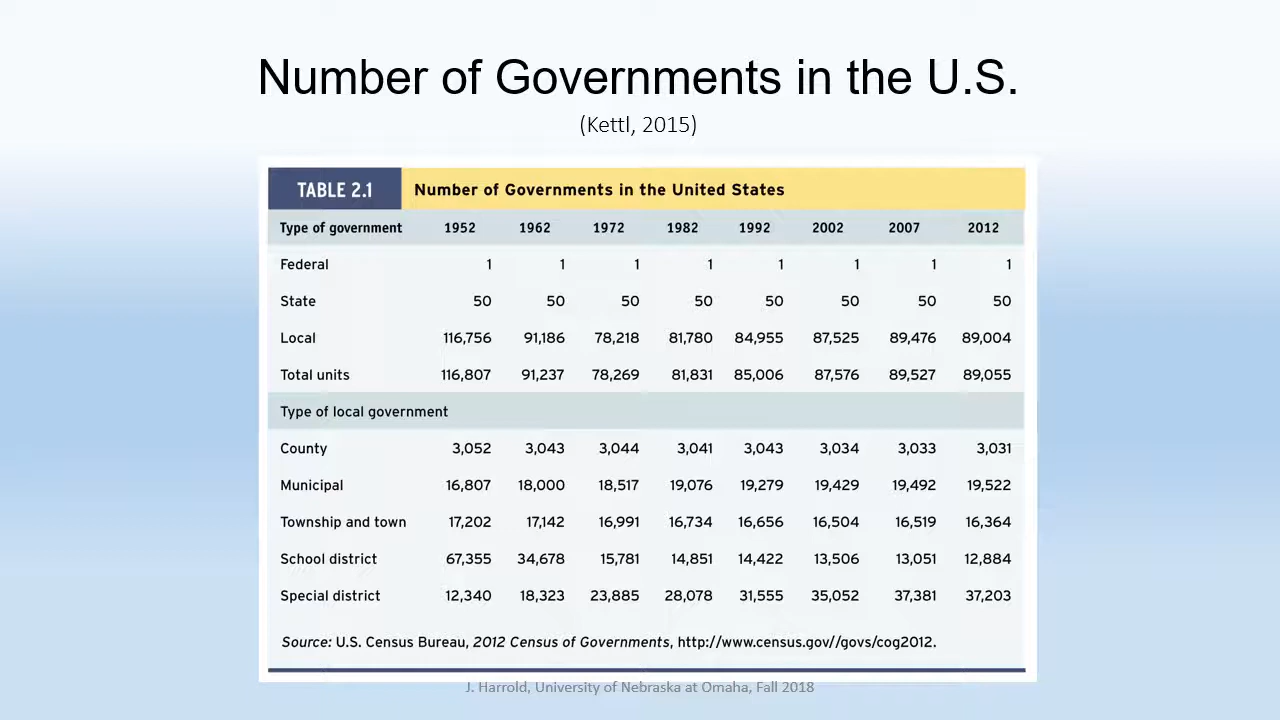 Number of Governments in the U.S.
(Kettl, 2015)
TABLE 2.1 Number of Governments in the United States
Type of government 1952 1962 1972 1982 1992 2002 2007 2012
Federal 1 1 1 1 1 1 1 1
State 50 50 50 50 50 50 50 50
Local 116,756 91,186 78,218 81,780 84,955 87,525 89,476 89,004
Total units 116,807 91,237 78,269 81,831 85,006 87,576 89,527 89,055
Type of local government
County 3,052 3,043 3,044 3,041 3,043 3,034 3,033 3,031
Municipal 16,807 18,000 18,517 19,076 19,279 19,429 19,492 19,522
Township and town 17,202 17,142 16,991 16,734 16,656 16,504 16,519 16,364
School district 67,355 34,678 15,781 14,851 14,422 13,506 13,051 12,884
Special district 12,340 18,323 23,885 28,078 31,555 35,052 37,381 37,203
Source: U.S. Census Bureau, 2012 Census of Governments, http://www.census.gov//govs/cog2012.
J. Harrold, University of Nebraska at Omaha, Fall 2018